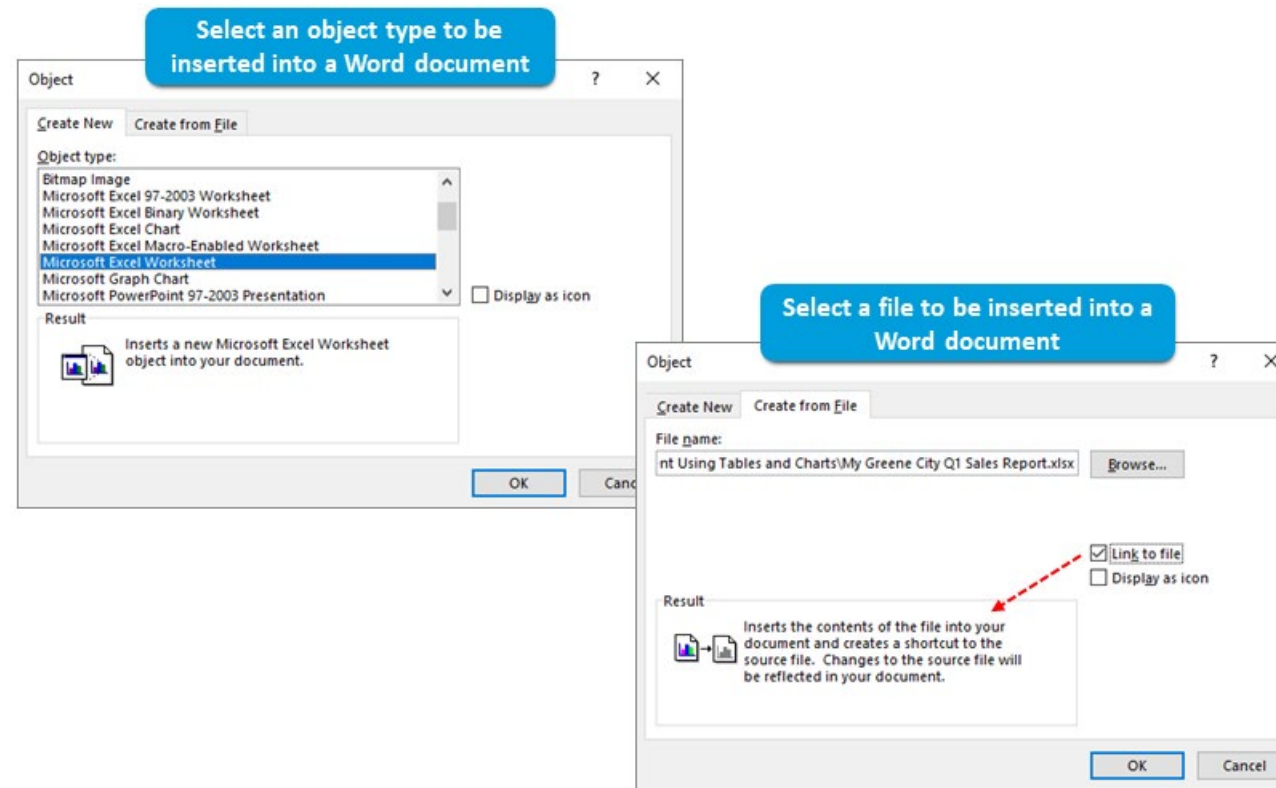 Select an object type to be
inserted into a Word document
Object
?
Create New
Create from File
Object type:
Bitmap Image
Microsoft Excel 97-2003 Worksheet
Microsoft Excel Binary Worksheet
Microsoft Excel Chart
Microsoft Excel Macro-Enabled Worksheet
Microsoft Excel Worksheet
Microsoft Graph Chart
Microsoft PowerPoint 97-2003 Presentation
Display as icon
Result
Inserts a new Microsoft Excel Worksheet
object into your document.
OK
Canc
Select a file to be inserted into a
Word document
Object
?
Create New
Create from File
File name:
nt Using Tables and Charts\My Greene City Q1 Sales Report.xlsx
Browse...
Link to file
Display as icon
Result
Inserts the contents of the file into your
document and creates a shortcut to the
source file. Changes to the source file will
be reflected in your document.
OK
Cancel